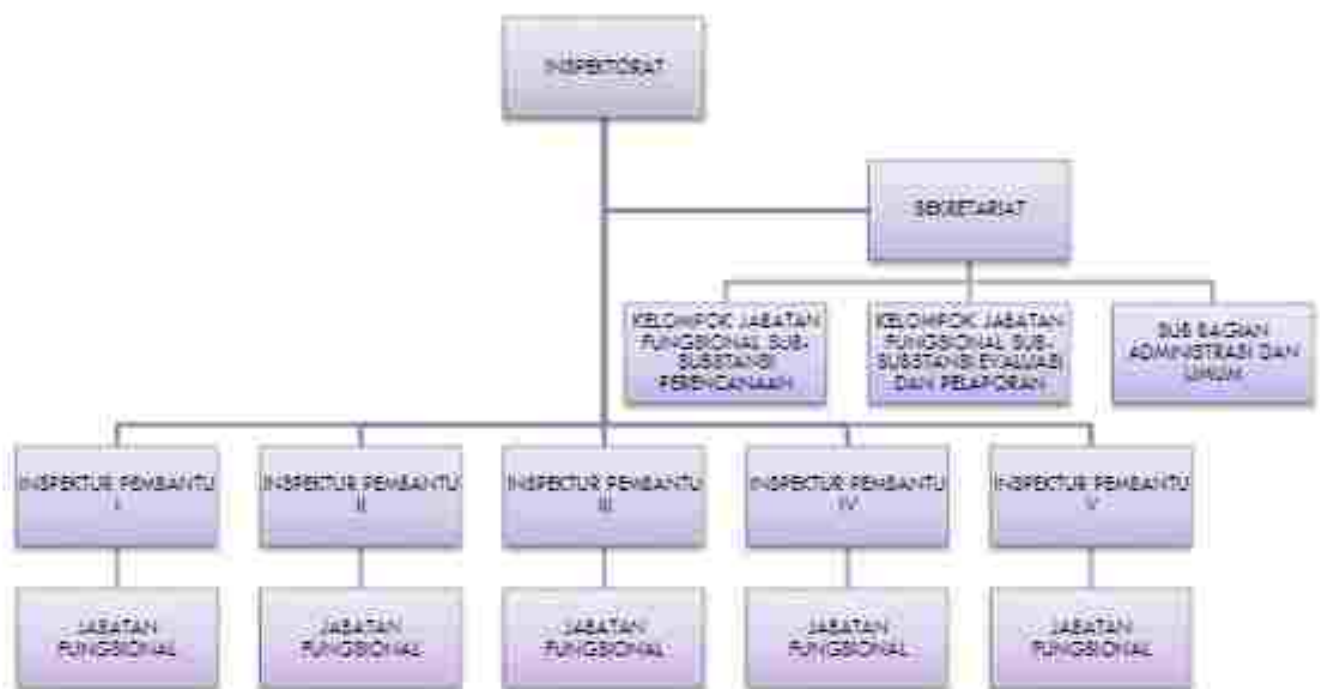 INSPEKTORAT
SEKRETARIAT
KELOMPOK JABATAN
FUNGSIONAL SUB-
SUBSTANSI
PERENCANAAN
KELOMPOK JABATAN
FUNGSIONAL SUB-
SUBSTANSI EVALUASI
DAN PELAPORAN
SUB BAGIAN
ADMINISTRASI DAN
UMUM
INSPEKTUR PEMBANTU
I
INSPEKTUR PEMBANTU
II
INSPEKTUR PEMBANTU
III
INSPEKTUR PEMBANTU
IV
INSPEKTUR PEMBANTU
V
JABATAN
FUNGSIONAL
JABATAN
FUNGSIONAL
JABATAN
FUNGSIONAL
JABATAN
FUNGSIONAL
JABATAN
FUNGSIONAL